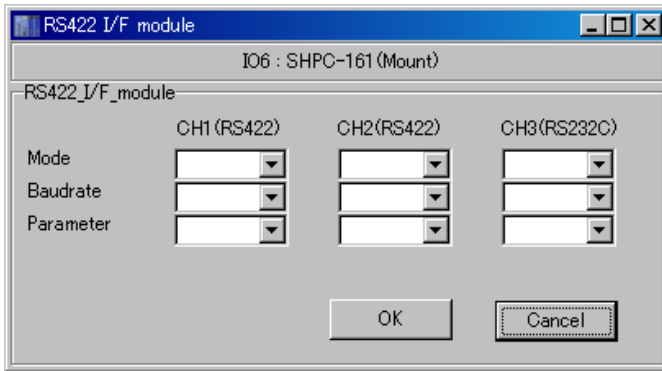 RS422 I/F module
IO6 : SHPC-161(Mount)
RS422_I/F_module
CH1(RS422) CH2(RS422) CH3(RS232C)
Mode
Baudrate
Parameter
OK Cancel